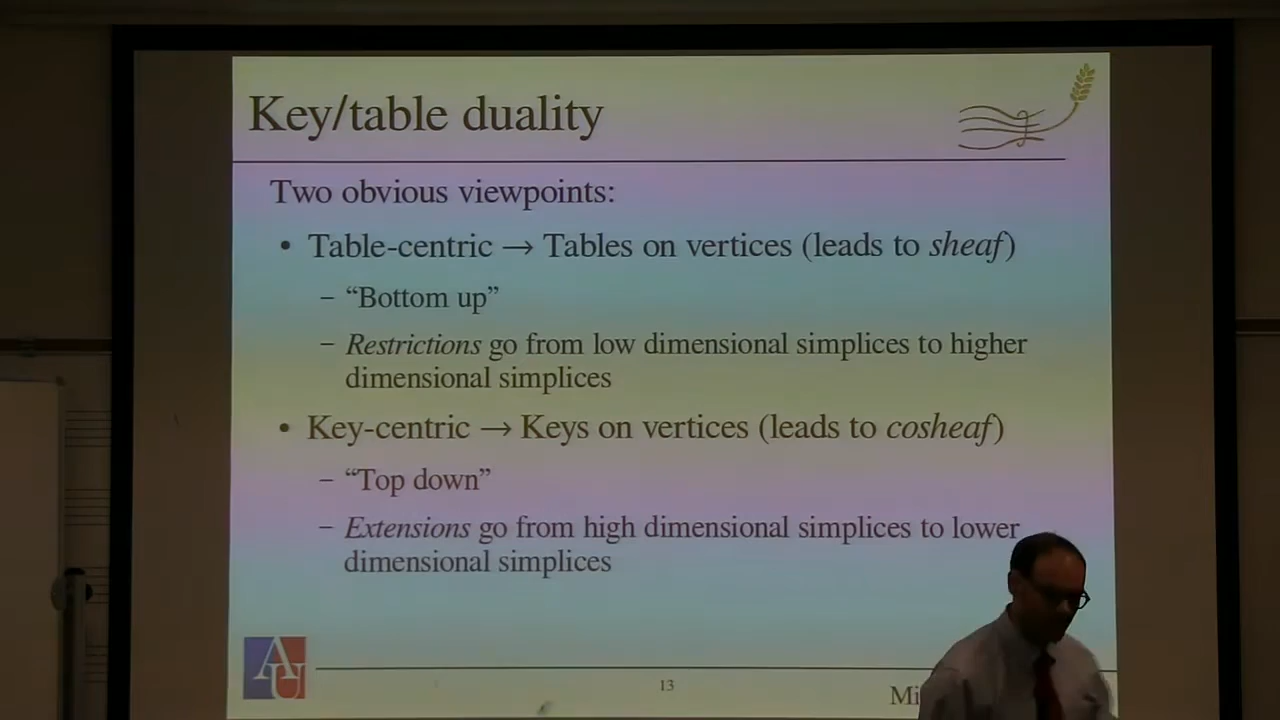 Key/table duality
Two obvious viewpoints:
• Table-centric → Tables on vertices (leads to sheaf)
– “Bottom up”
– Restrictions go from low dimensional simplices to higher
dimensional simplices
• Key-centric → Keys on vertices (leads to cosheaf)
– “Top down”
– Extensions go from high dimensional simplices to lower
dimensional simplices
AU
13